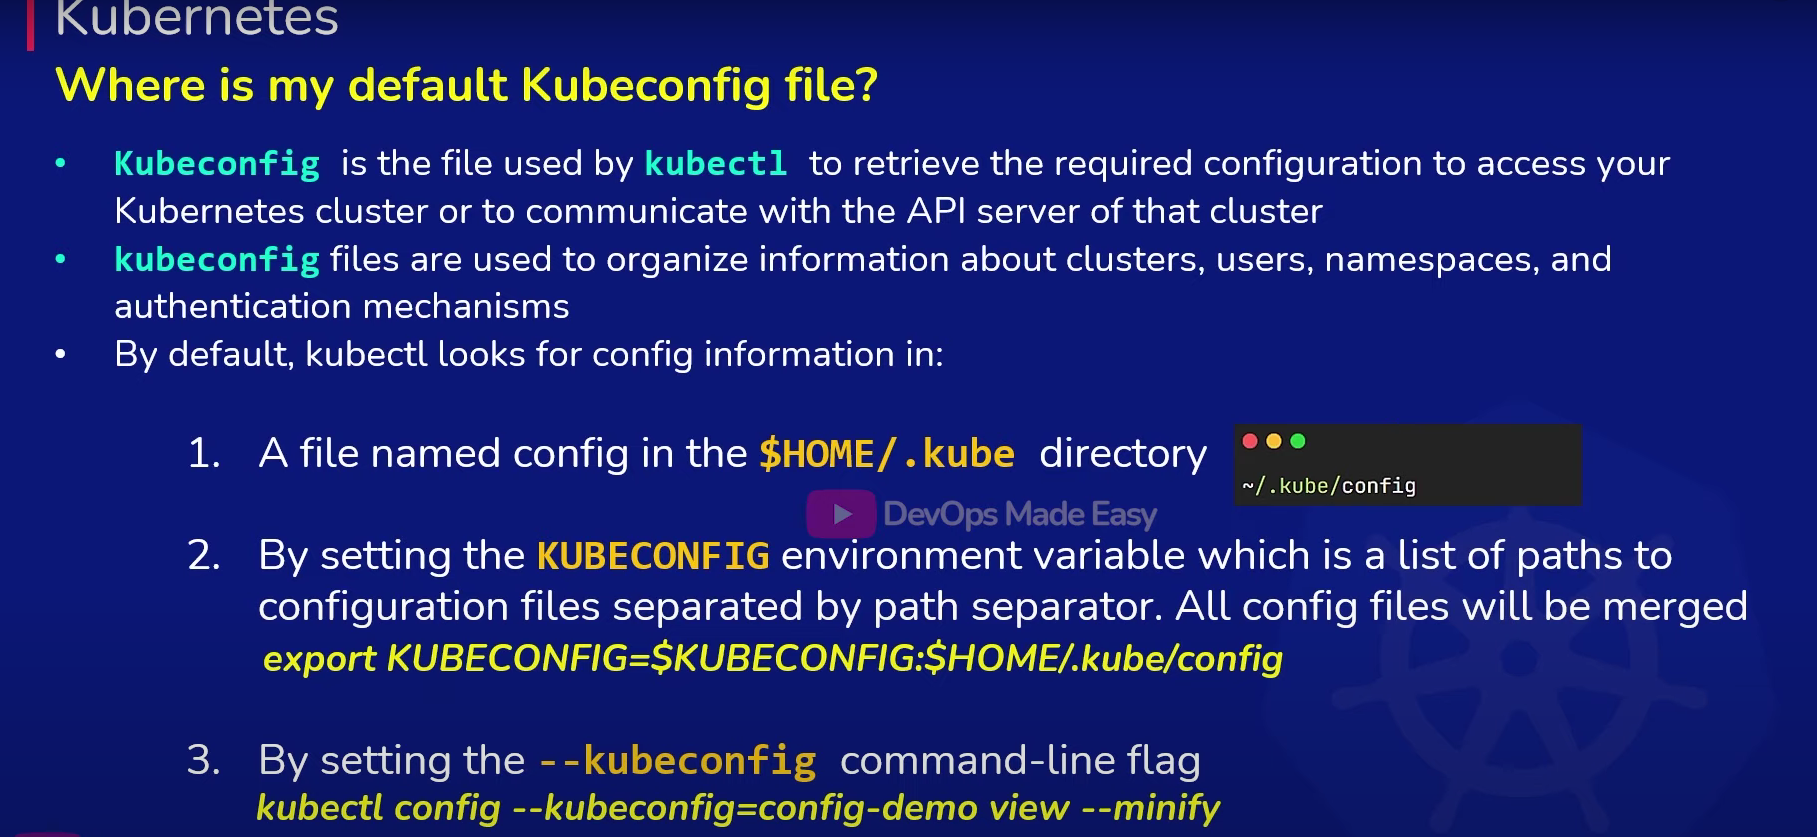 Kubernetes
Where is my default Kubeconfig file?
• Kubeconfig is the file used by kubectl to retrieve the required configuration to access your
Kubernetes cluster or to communicate with the API server of that cluster
• kubeconfig files are used to organize information about clusters, users, namespaces, and
authentication mechanisms
• By default, kubectl looks for config information in:
1. A file named config in the $HOME/.kube directory
~/.kube/config
DevOps Made Easy
2. By setting the KUBECONFIG environment variable which is a list of paths to
configuration files separated by path separator. All config files will be merged
export KUBECONFIG=$KUBECONFIG:$HOME/.kube/config
3. By setting the --kubeconfig command-line flag
kubectl config --kubeconfig=config-demo view --minify